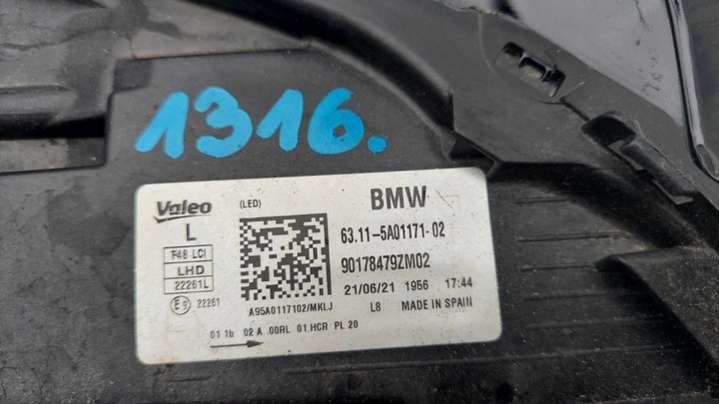 1316.
Valeo (LED) BMW
L
63.11-5A01171-02
F48 LCI
LHD
22261L
90178479ZM02
21/06/21 1956 17:44
E9 22261
A95A0117102/MKLJ L8 MADE IN SPAIN
01 1b 02 A 00RL 01 HCR PL 20